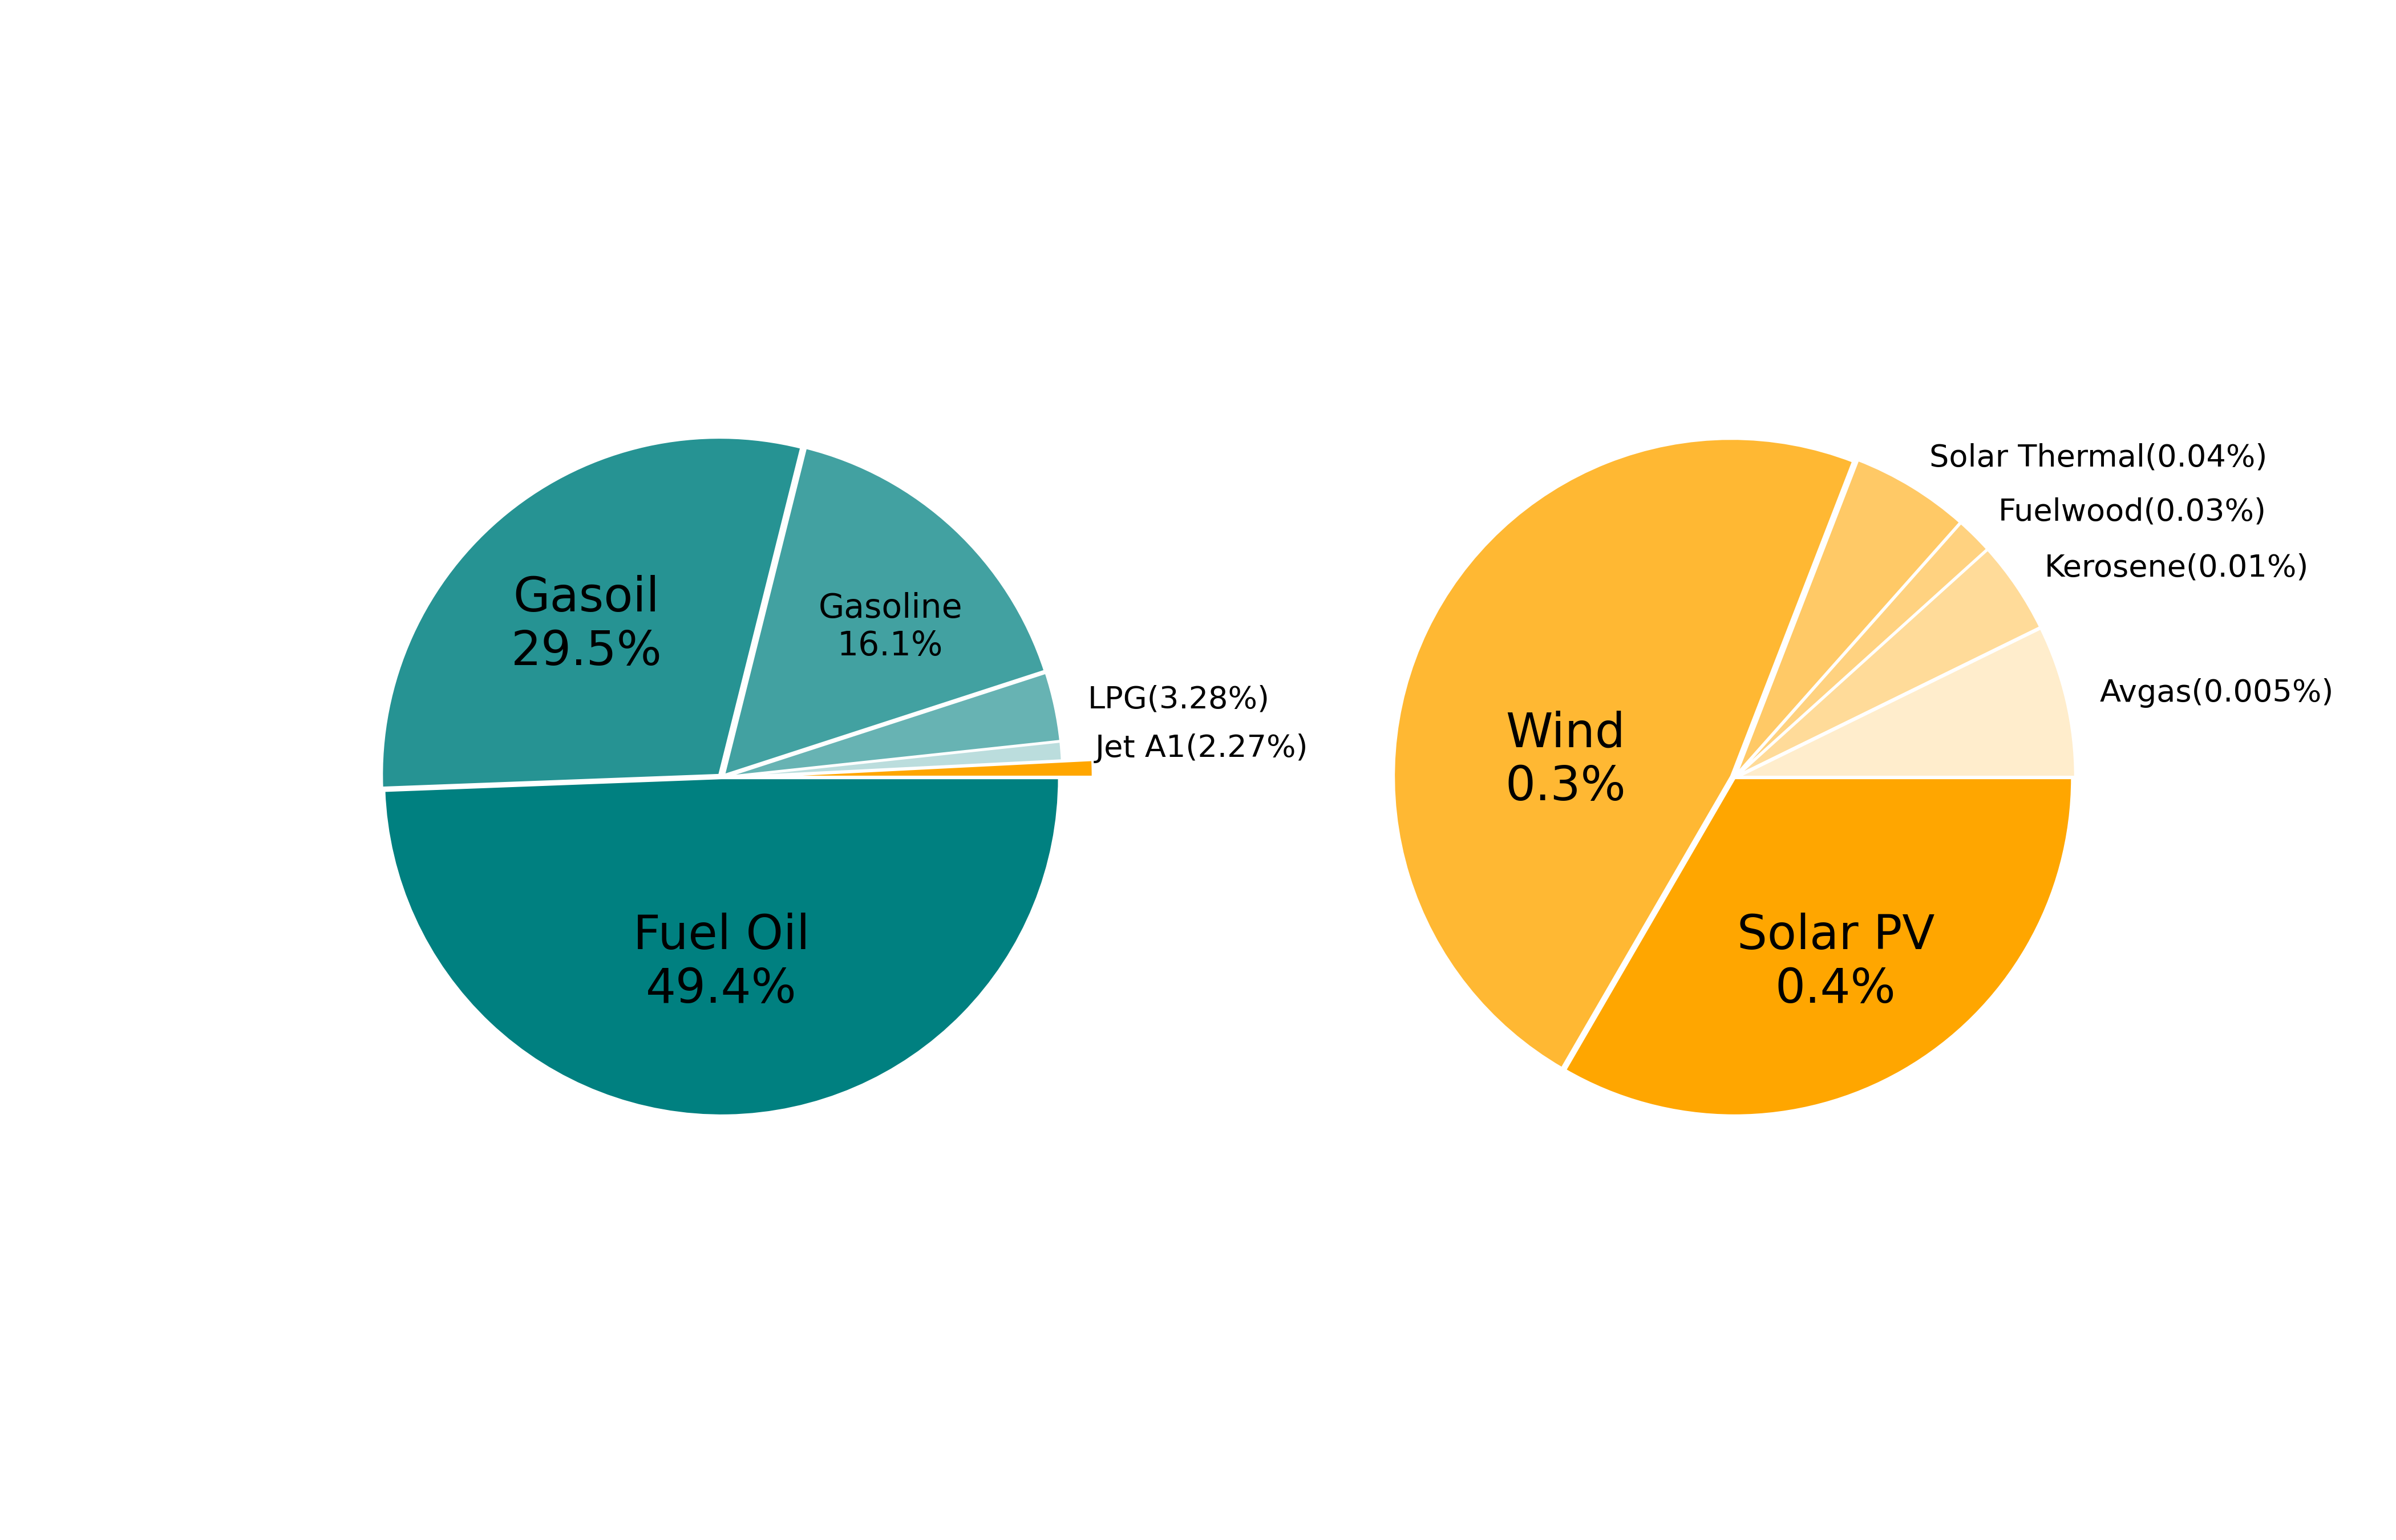 Gasoil
29.5%
Gasoline
16.1%
LPG(3.28%)
Jet A1(2.27%)
Fuel Oil
49.4%
Solar Thermal(0.04%)
Fuelwood(0.03%)
Kerosene(0.01%)
Avgas(0.005%)
Wind
0.3%
Solar PV
0.4%